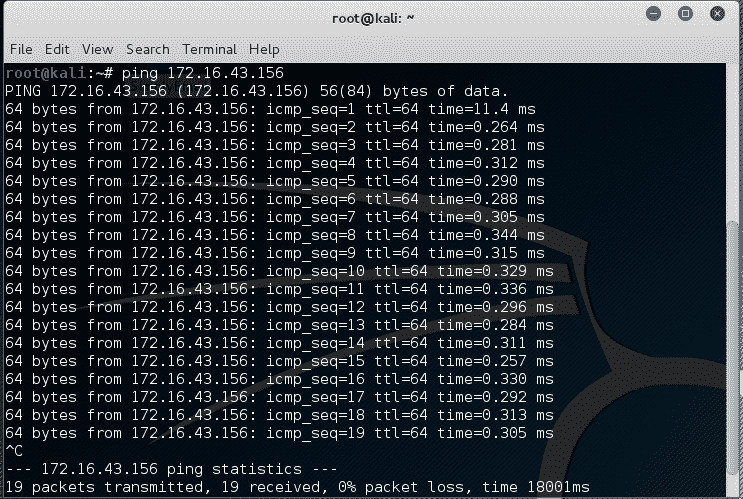 root@kali: ~
File Edit View Search Terminal Help
root@kali:~# ping 172.16.43.156
PING 172.16.43.156 (172.16.43.156) 56(84) bytes of data.
64 bytes from 172.16.43.156: icmp_seq=1 ttl=64 time=11.4 ms
64 bytes from 172.16.43.156: icmp_seq=2 ttl=64 time=0.264 ms
64 bytes from 172.16.43.156: icmp_seq=3 ttl=64 time=0.281 ms
64 bytes from 172.16.43.156: icmp_seq=4 ttl=64 time=0.312 ms
64 bytes from 172.16.43.156: icmp_seq=5 ttl=64 time=0.290 ms
64 bytes from 172.16.43.156: icmp_seq=6 ttl=64 time=0.288 ms
64 bytes from 172.16.43.156: icmp_seq=7 ttl=64 time=0.305 ms
64 bytes from 172.16.43.156: icmp_seq=8 ttl=64 time=0.344 ms
64 bytes from 172.16.43.156: icmp_seq=9 ttl=64 time=0.315 ms
64 bytes from 172.16.43.156: icmp_seq=10 ttl=64 time=0.329 ms
64 bytes from 172.16.43.156: icmp_seq=11 ttl=64 time=0.336 ms
64 bytes from 172.16.43.156: icmp_seq=12 ttl=64 time=0.296 ms
64 bytes from 172.16.43.156: icmp_seq=13 ttl=64 time=0.284 ms
64 bytes from 172.16.43.156: icmp_seq=14 ttl=64 time=0.311 ms
64 bytes from 172.16.43.156: icmp_seq=15 ttl=64 time=0.257 ms
64 bytes from 172.16.43.156: icmp_seq=16 ttl=64 time=0.330 ms
64 bytes from 172.16.43.156: icmp_seq=17 ttl=64 time=0.292 ms
64 bytes from 172.16.43.156: icmp_seq=18 ttl=64 time=0.313 ms
64 bytes from 172.16.43.156: icmp_seq=19 ttl=64 time=0.305 ms
^C
--- 172.16.43.156 ping statistics ---
19 packets transmitted, 19 received, 0% packet loss, time 18001ms